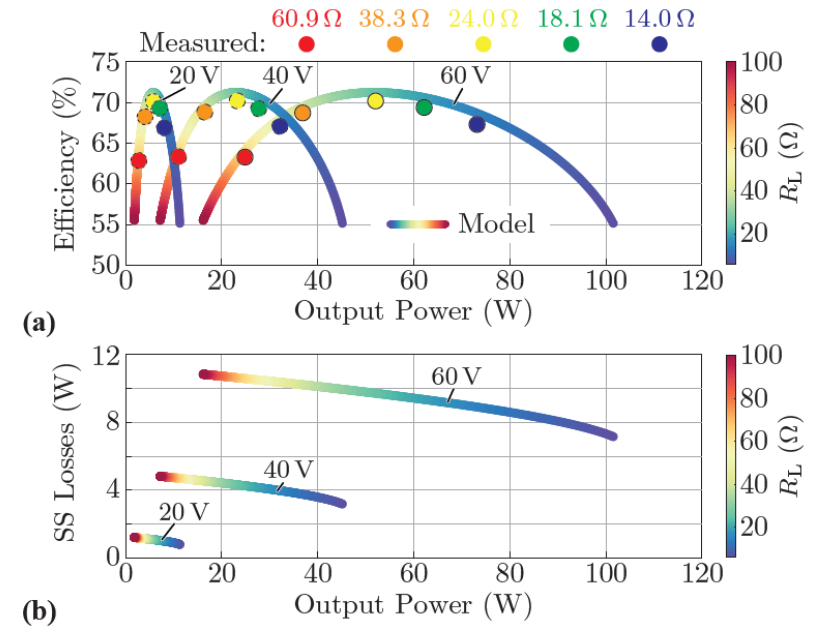 60.9 Ω 38.3 Ω 24.0 Ω 18.1 Ω 14.0 Ω
Measured:
75
70
65
60
55
50
Efficiency (%)
20 V
40 V
60 V
Model
0 20 40 60 80 100 120
Output Power (W)
100
80
60
40
20
R_L (Ω)
(a)
12
8
4
0
SS Losses (W)
60 V
40 V
20 V
0 20 40 60 80 100 120
Output Power (W)
100
80
60
40
20
R_L (Ω)
(b)